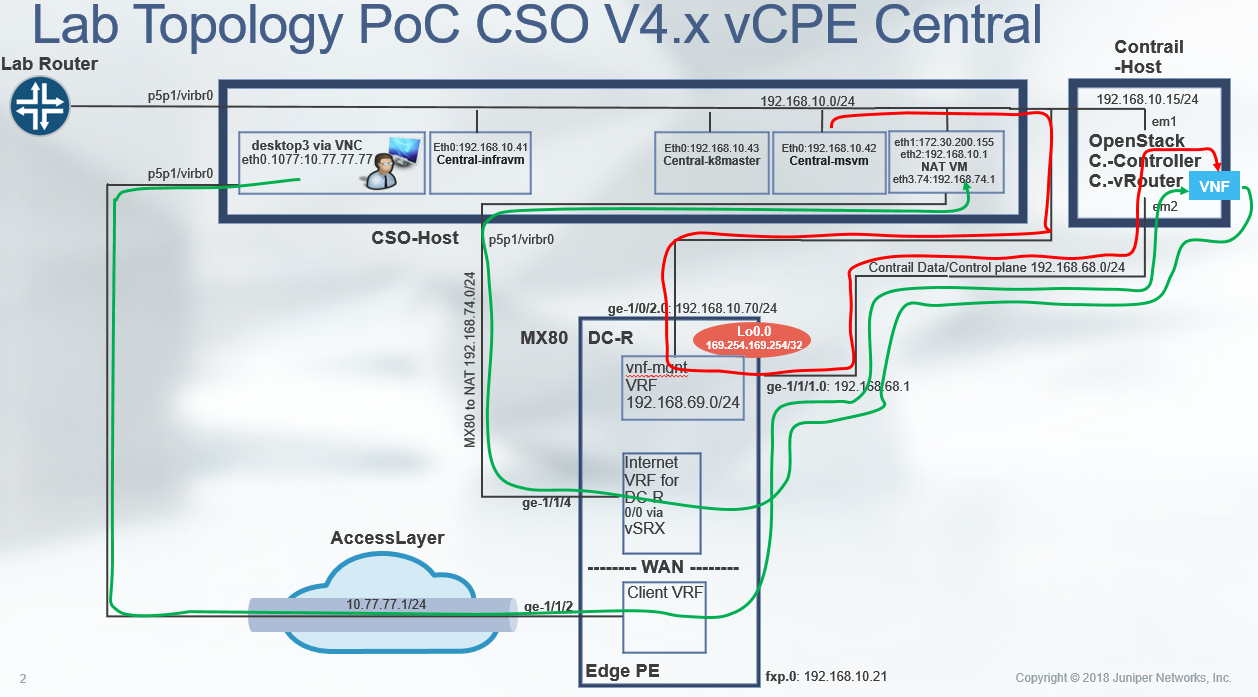 Lab Topology PoC CSO V4.x vCPE Central
Lab Router
Contrail
-Host
p5p1/virbr0
192.168.10.0/24
192.168.10.15/24
em1
desktop3 via VNC
eth0.1077:10.77.77.77
Eth0:192.168.10.41
Central-infravm
Eth0:192.168.10.43
Central-k8master
Eth0:192.168.10.42
Central-msvm
eth1:172.30.200.155
eth2:192.168.10.1
NAT VM
eth3.74:192.168.74.1
OpenStack
C.-Controller
C.-vRouter
VNF
em2
p5p1/virbr0
CSO-Host
p5p1/virbr0
Contrail Data/Control plane 192.168.68.0/24
MX80 to NAT 192.168.74.0/24
ge-1/0/2.0: 192.168.10.70/24
MX80
DC-R
Lo0.0
169.254.169.254/32
vnf-mgnt
VRF
192.168.69.0/24
ge-1/1/1.0: 192.168.68.1
Internet
VRF for
DC-R
0/0 via
vSRX
ge-1/1/4
AccessLayer
-------- WAN --------
10.77.77.1/24
ge-1/1/2
Client VRF
Edge PE
fxp.0: 192.168.10.21
2
Copyright © 2018 Juniper Networks, Inc.